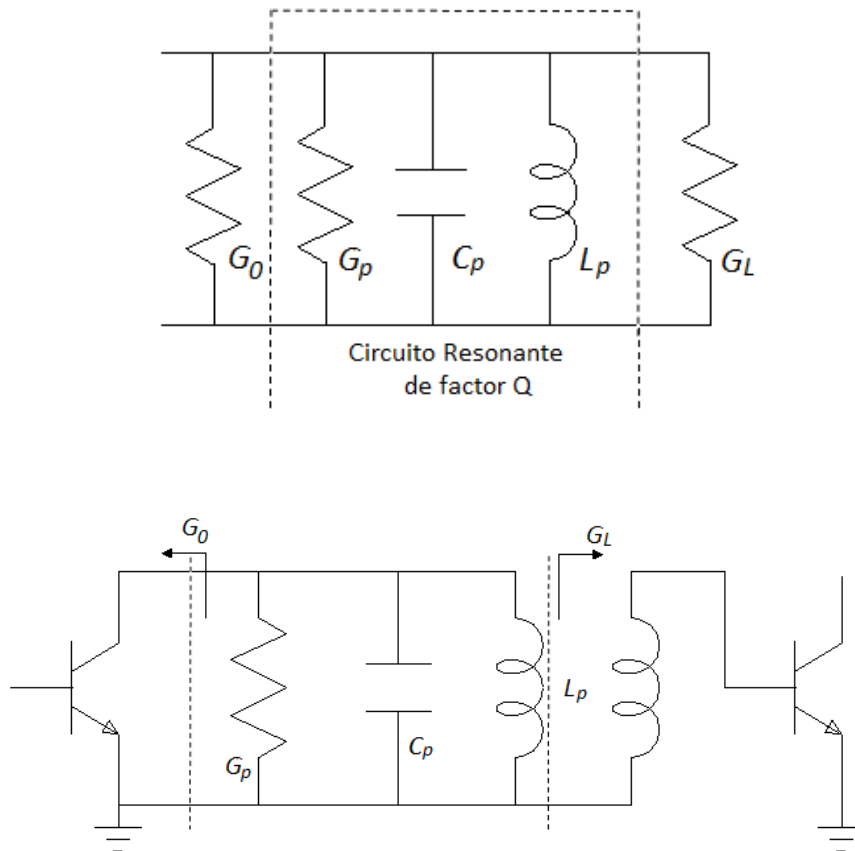 G0 Gp Cp Lp GL
Circuito Resonante
de factor Q
G0 GL
Lp
Cp
Gp